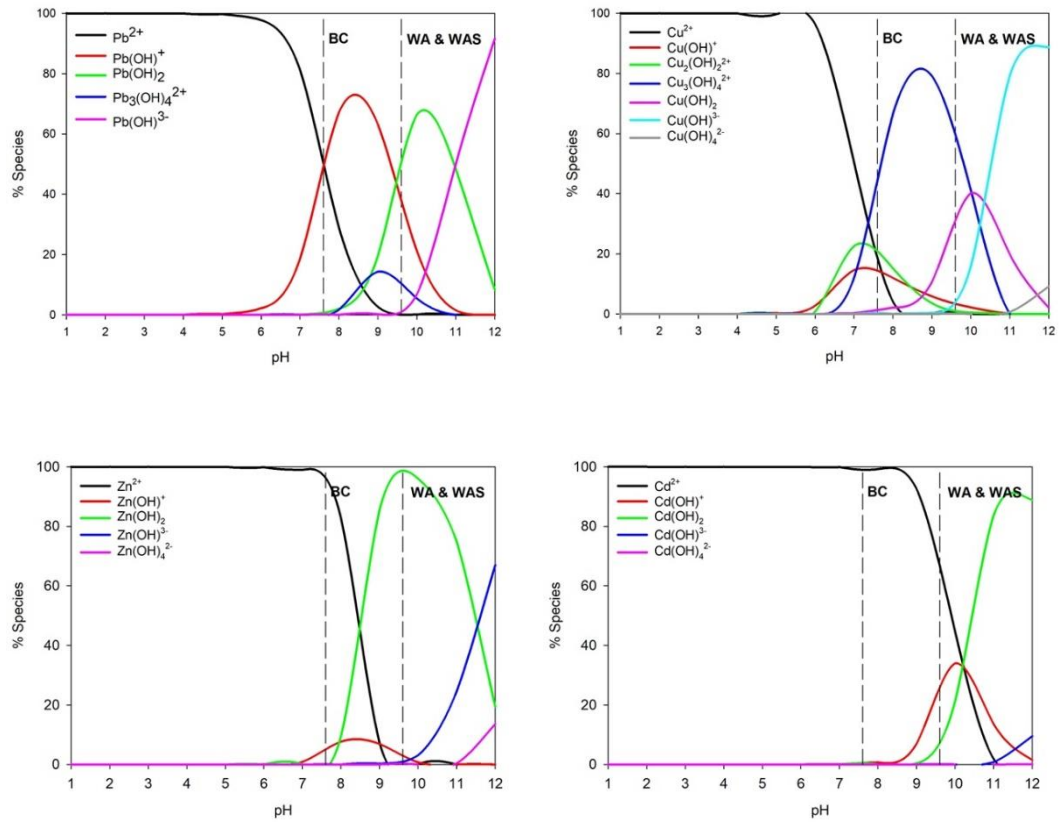 100
80
60
40
20
0
% Species
Pb²⁺
Pb(OH)⁺
Pb(OH)₂
Pb₃(OH)₄²⁺
Pb(OH)³⁻
BC
WA & WAS
1 2 3 4 5 6 7 8 9 10 11 12
pH
100
80
60
40
20
0
% Species
Cu²⁺
Cu(OH)⁺
Cu₂(OH)₂²⁺
Cu₃(OH)₄²⁺
Cu(OH)₂
Cu(OH)³⁻
Cu(OH)₄²⁻
BC
WA & WAS
1 2 3 4 5 6 7 8 9 10 11 12
pH
100
80
60
40
20
0
% Species
Zn²⁺
Zn(OH)⁺
Zn(OH)₂
Zn(OH)³⁻
Zn(OH)₄²⁻
BC
WA & WAS
1 2 3 4 5 6 7 8 9 10 11 12
pH
100
80
60
40
20
0
% Species
Cd²⁺
Cd(OH)⁺
Cd(OH)₂
Cd(OH)³⁻
Cd(OH)₄²⁻
BC
WA & WAS
1 2 3 4 5 6 7 8 9 10 11 12
pH